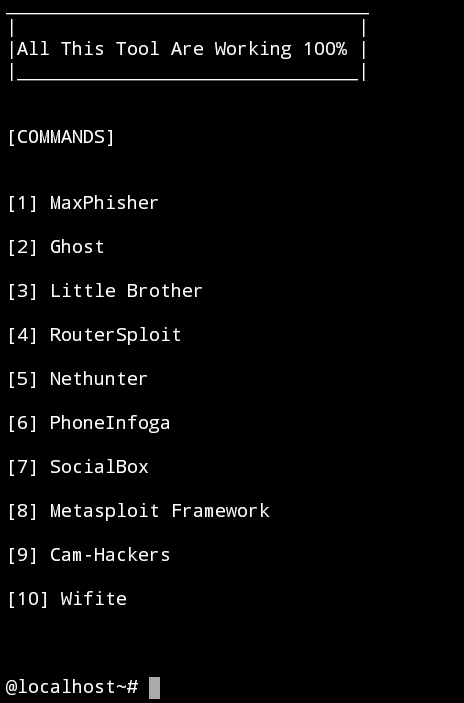 All This Tool Are Working 100%
[COMMANDS]
[1] MaxPhisher
[2] Ghost
[3] Little Brother
[4] RouterSploit
[5] Nethunter
[6] PhoneInfoga
[7] SocialBox
[8] Metasploit Framework
[9] Cam-Hackers
[10] Wifite
@localhost~#